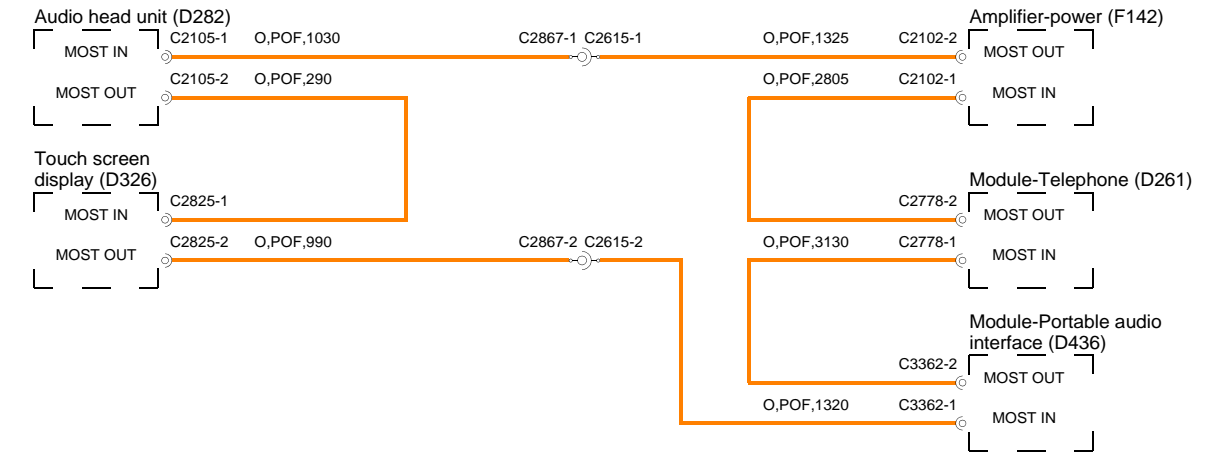 Audio head unit (D282)
Amplifier-power (F142)
C2105-1 O,POF,1030 C2867-1 C2615-1 O,POF,1325 C2102-2
MOST IN
MOST OUT
C2105-2 O,POF,290 O,POF,2805 C2102-1
MOST OUT
MOST IN
Touch screen
display (D326)
Module-Telephone (D261)
C2825-1 C2778-2
MOST IN
MOST OUT
C2825-2 O,POF,990 C2867-2 C2615-2 O,POF,3130 C2778-1
MOST OUT
MOST IN
Module-Portable audio
interface (D436)
C3362-2
MOST OUT
O,POF,1320 C3362-1
MOST IN